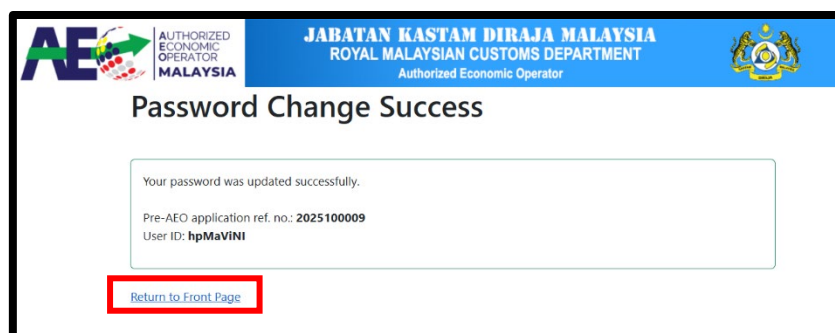 AEO
AUTHORIZED
ECONOMIC
OPERATOR
MALAYSIA
JABATAN KASTAM DIRAJA MALAYSIA
ROYAL MALAYSIAN CUSTOMS DEPARTMENT
Authorized Economic Operator
Password Change Success
Your password was updated successfully.
Pre-AEO application ref. no.: 2025100009
User ID: hpMaViNI
Return to Front Page